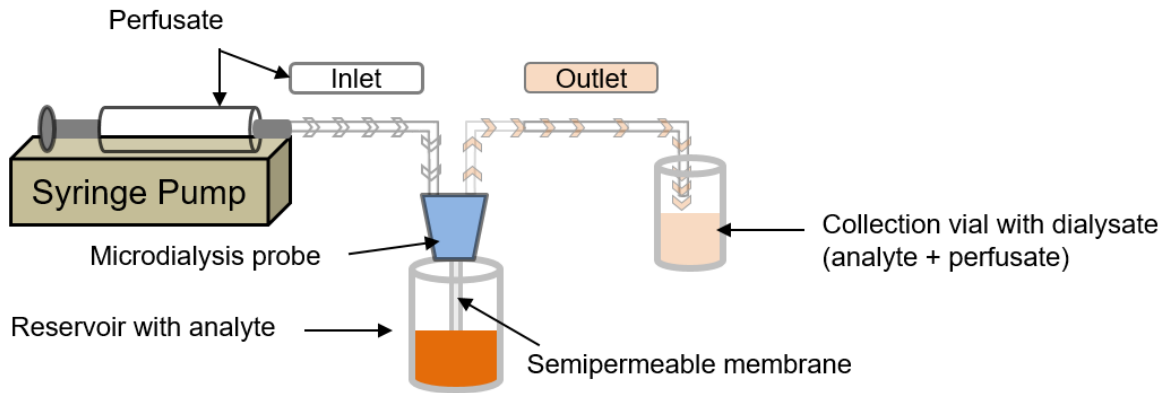 Perfusate
Inlet
Outlet
Syringe Pump
Microdialysis probe
Collection vial with dialysate
(analyte + perfusate)
Reservoir with analyte
Semipermeable membrane